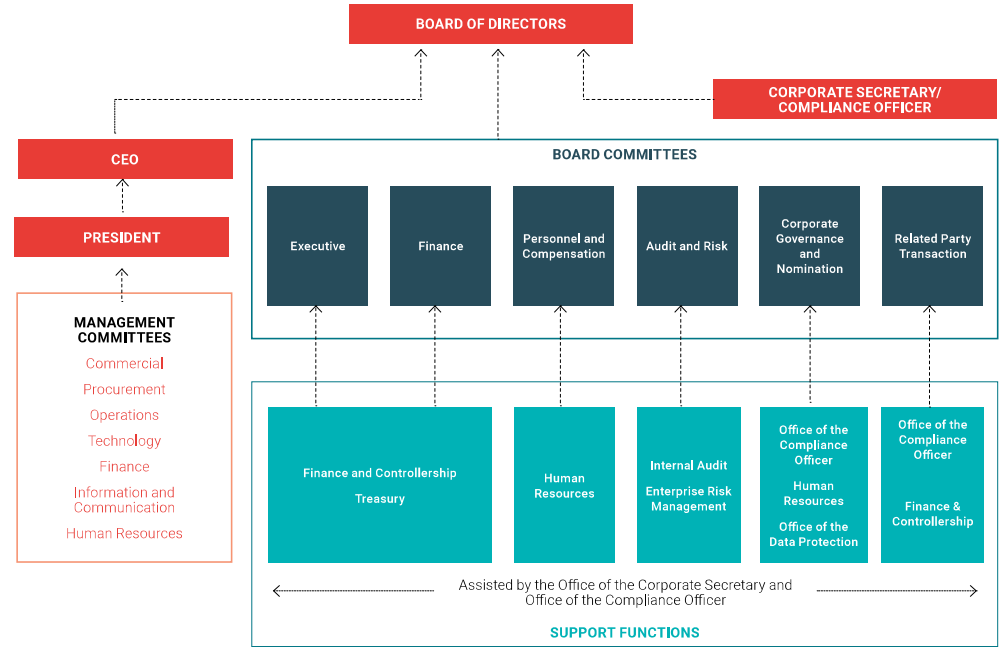 BOARD OF DIRECTORS
CORPORATE SECRETARY/
COMPLIANCE OFFICER
CEO
PRESIDENT
MANAGEMENT
COMMITTEES
Commercial
Procurement
Operations
Technology
Finance
Information and
Communication
Human Resources
BOARD COMMITTEES
Executive
Finance
Personnel and
Compensation
Audit and Risk
Corporate
Governance
and
Nomination
Related Party
Transaction
Finance and Controllership
Treasury
Human
Resources
Internal Audit
Enterprise Risk
Management
Office of the
Compliance
Officer
Human
Resources
Office of the
Data Protection
Office of the
Compliance
Officer
Finance &
Controllership
Assisted by the Office of the Corporate Secretary and
Office of the Compliance Officer
SUPPORT FUNCTIONS